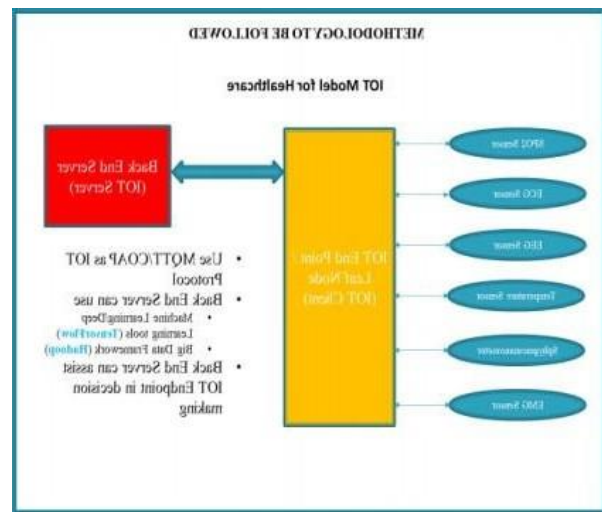 METHODOLOGY TO BE FOLLOWED
IOT Model for Healthcare
SPO2 Sensor
ECG Sensor
EEG Sensor
Temperature Sensor
Sphygmomanometer
EMG Sensor
IOT End Point
Leaf Node
(IOT Client)
Back End Server
(IOT Server)
• Use MQTT/COAP as IOT
Protocol
• Back End Server can use
• Machine Learning/Deep
Learning tools (TensorFlow)
• Big Data Framework (Hadoop)
• Back End Server can assist
IOT Endpoint in decision
making